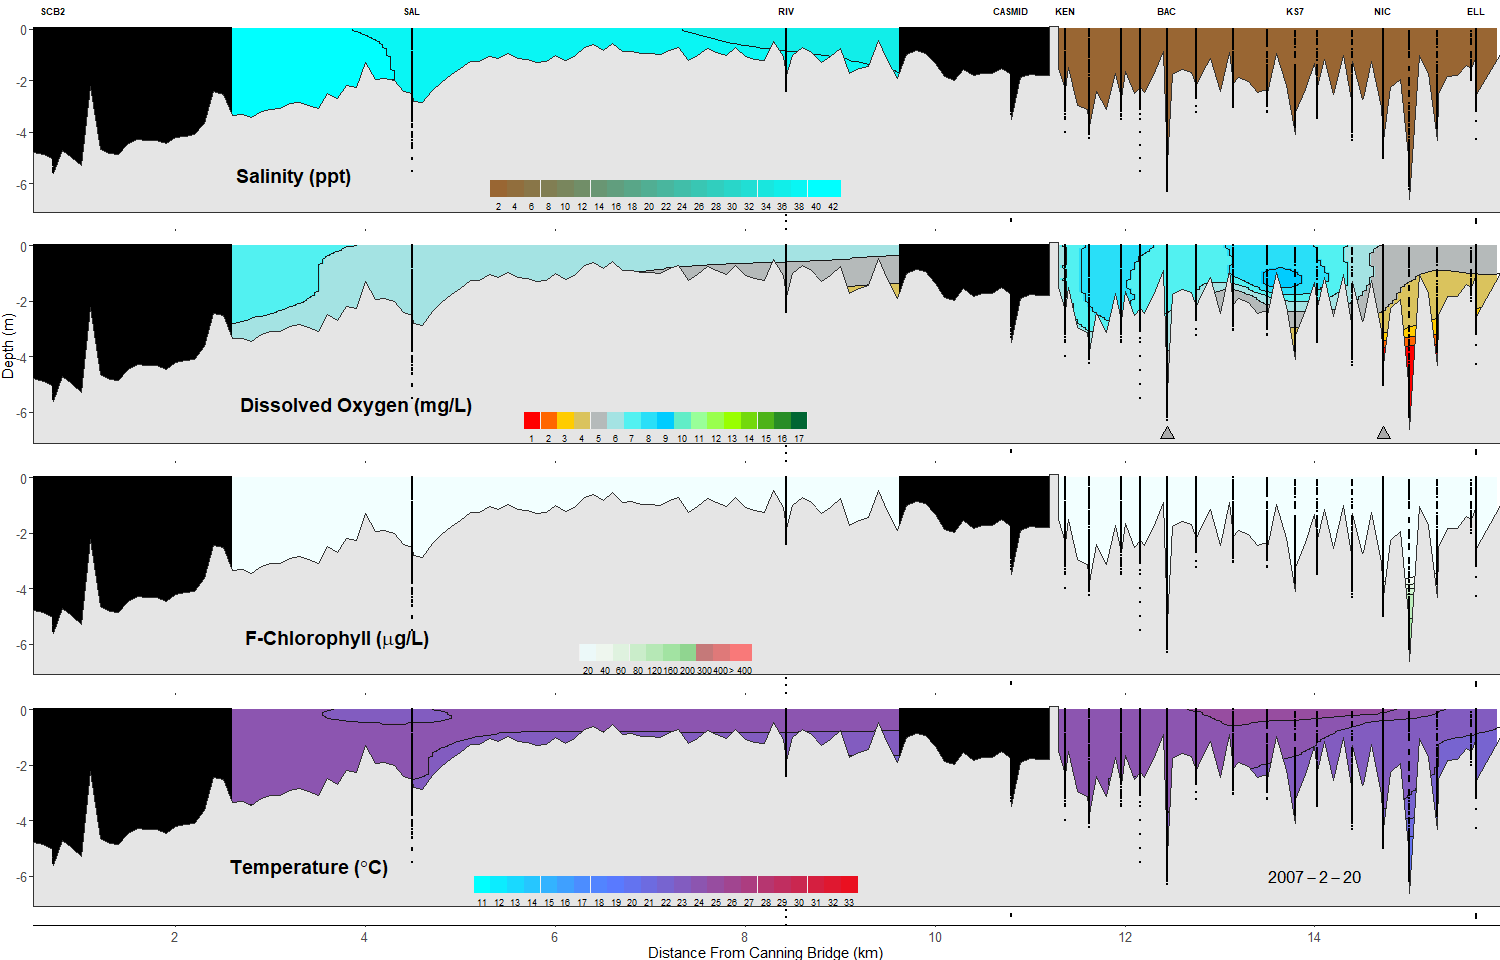 SCB2 SAL RIV CASMID KEN BAC KS7 NIC ELL
0
-2
-4
-6
Salinity (ppt)
2 4 6 8 10 12 14 16 18 20 22 24 26 28 30 32 34 36 38 40 42
0
-2
-4
-6
Depth (m)
Dissolved Oxygen (mg/L)
1 2 3 4 5 6 7 8 9 10 11 12 13 14 15 16 17
0
-2
-4
-6
F-Chlorophyll (µg/L)
20 40 60 80 120 160 200 300 400 > 400
0
-2
-4
-6
Temperature (°C)
2007 – 2 – 20
11 12 13 14 15 16 17 18 19 20 21 22 23 24 25 26 27 28 29 30 31 32 33
2 4 6 8 10 12 14
Distance From Canning Bridge (km)